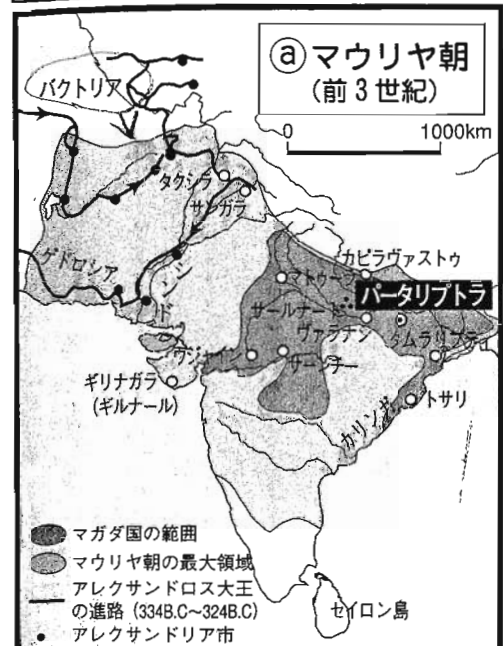 ⓐマウリヤ朝
(前3世紀)
0 1000km
バクトリア
タクシラ
サンガラ
ゲドロシア
シンド
カピラヴァストゥ
マトゥーラ
パータリプトラ
サールナート
ヴァラナシ
タムラリプティ
ウジャイン
サーンチー
ギリナガラ
(ギルナール)
カリンガ
トサリ
マガダ国の範囲
マウリヤ朝の最大領域
アレクサンドロス大王
の進路 (334B.C~324B.C)
アレクサンドリア市
セイロン島